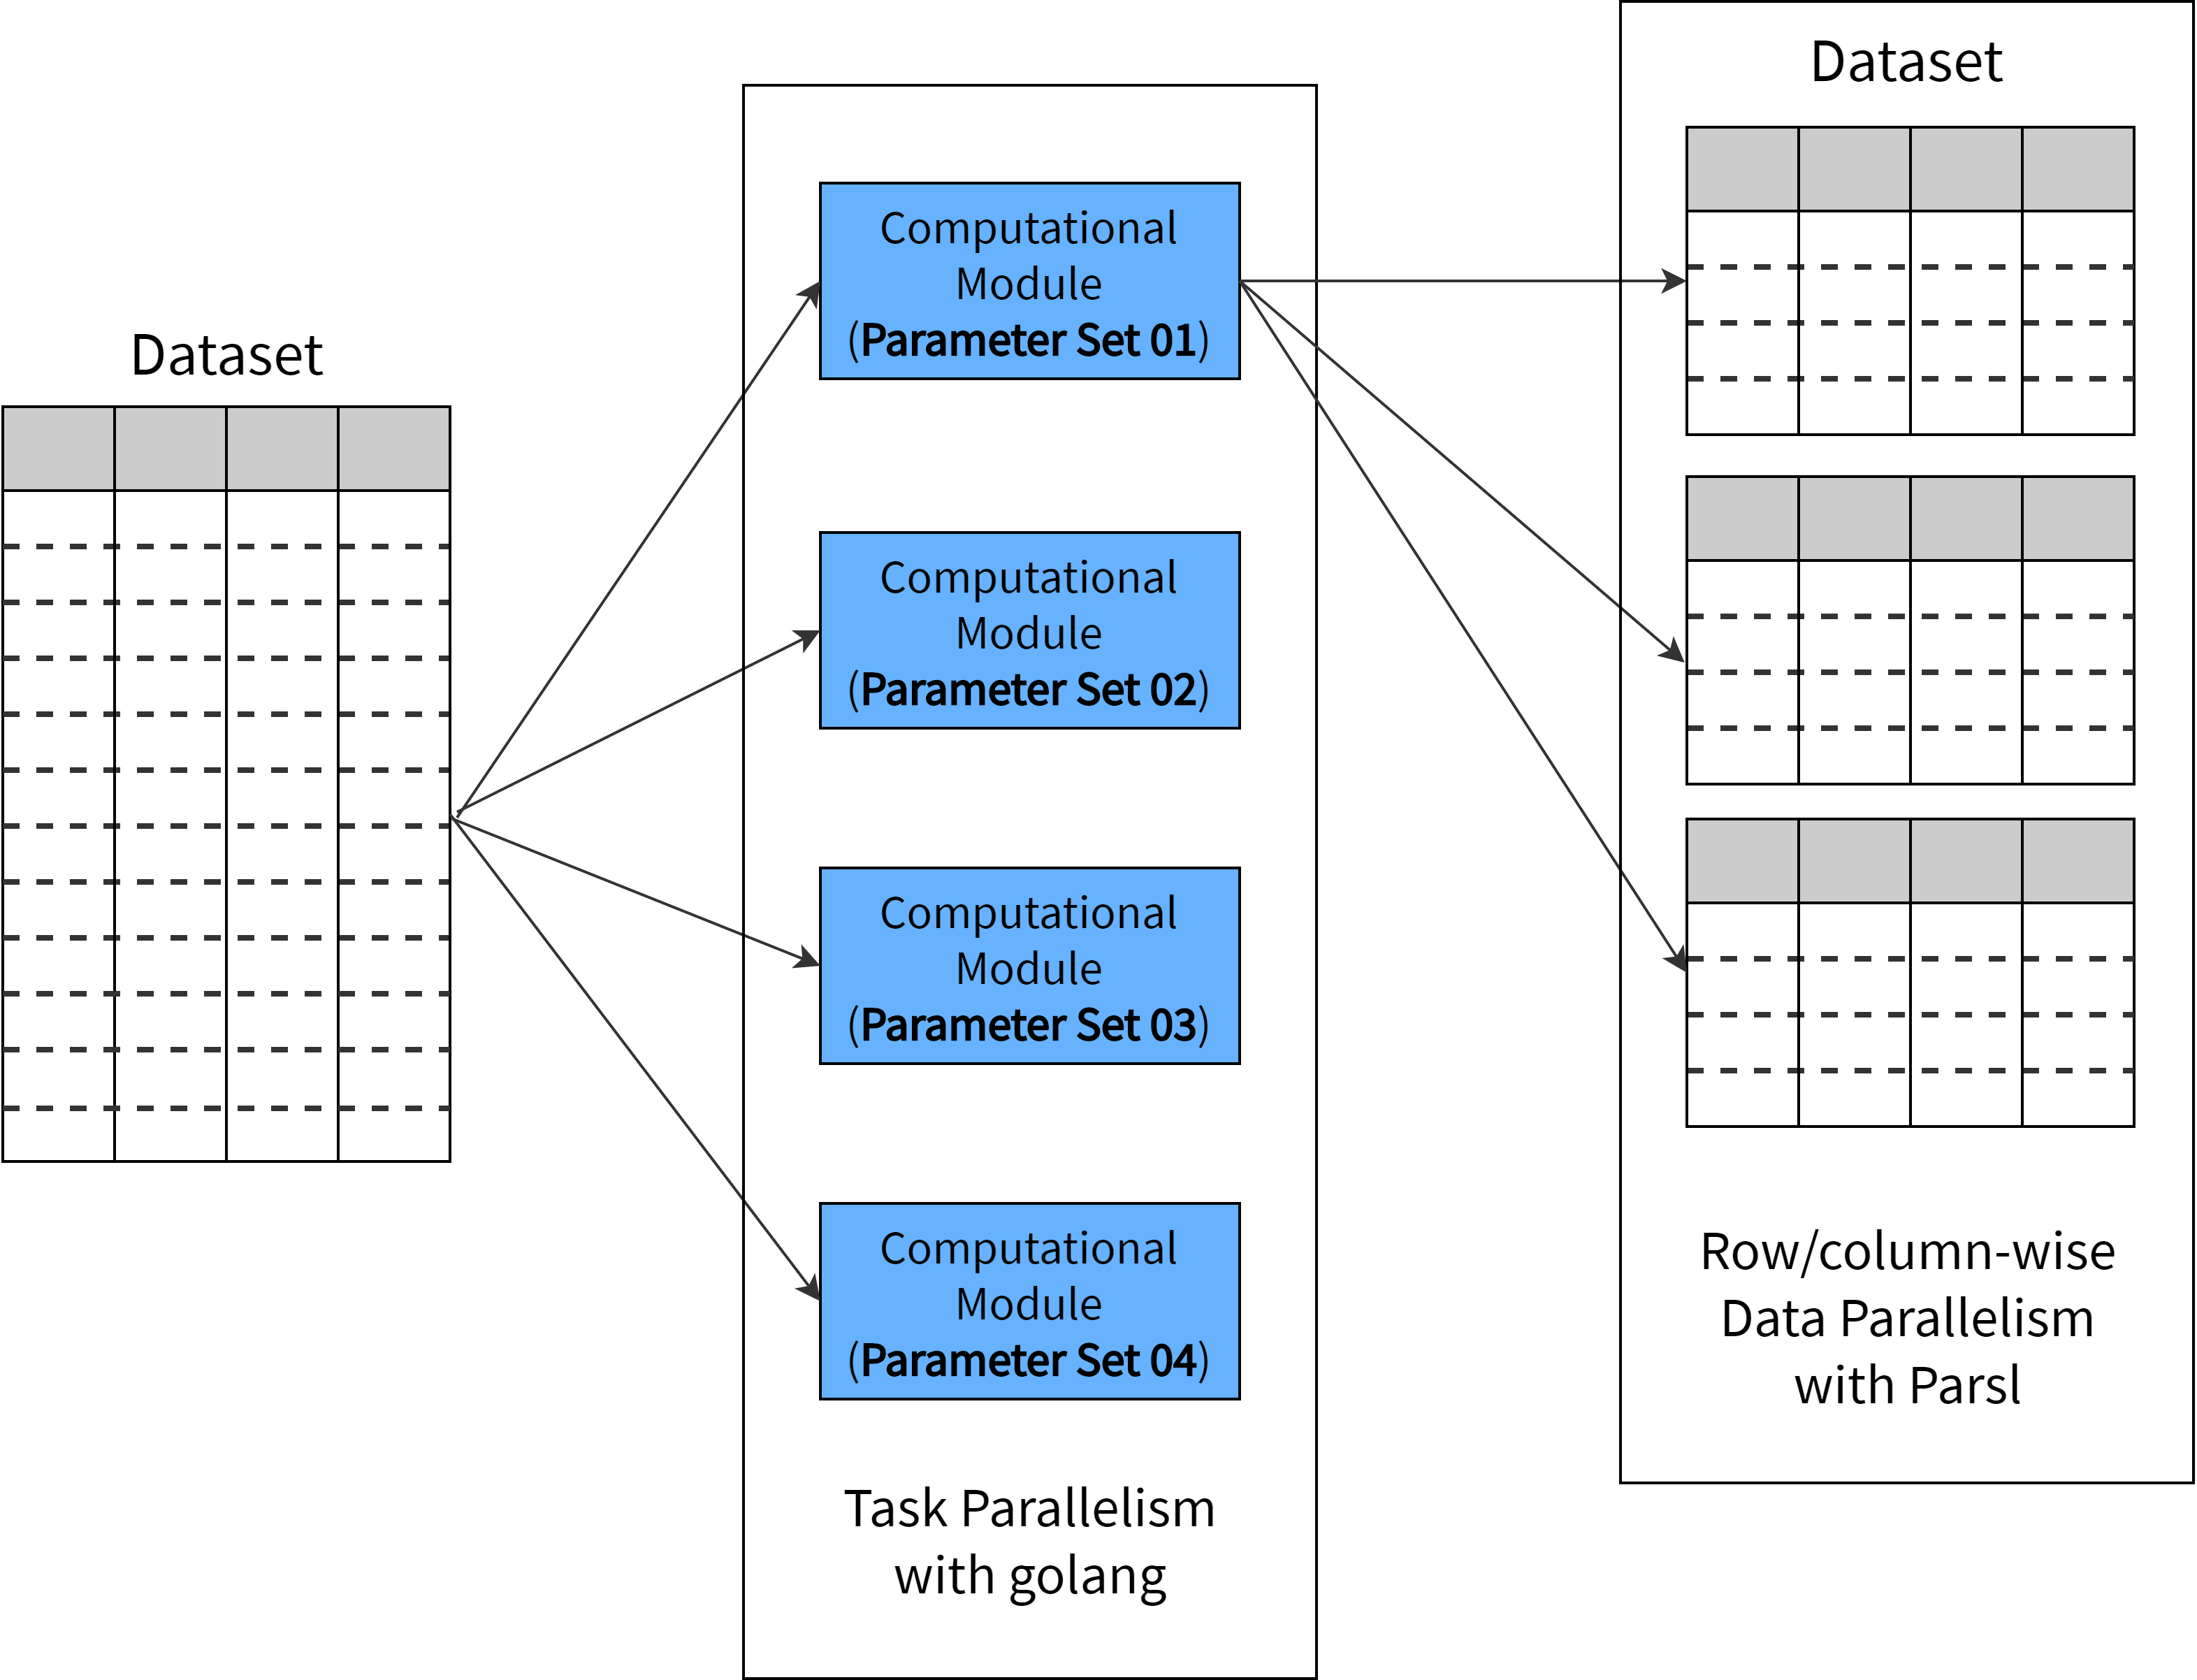 Dataset
Computational
Module
(Parameter Set 01)
Computational
Module
(Parameter Set 02)
Computational
Module
(Parameter Set 03)
Computational
Module
(Parameter Set 04)
Task Parallelism
with golang
Dataset
Row/column-wise
Data Parallelism
with Parsl